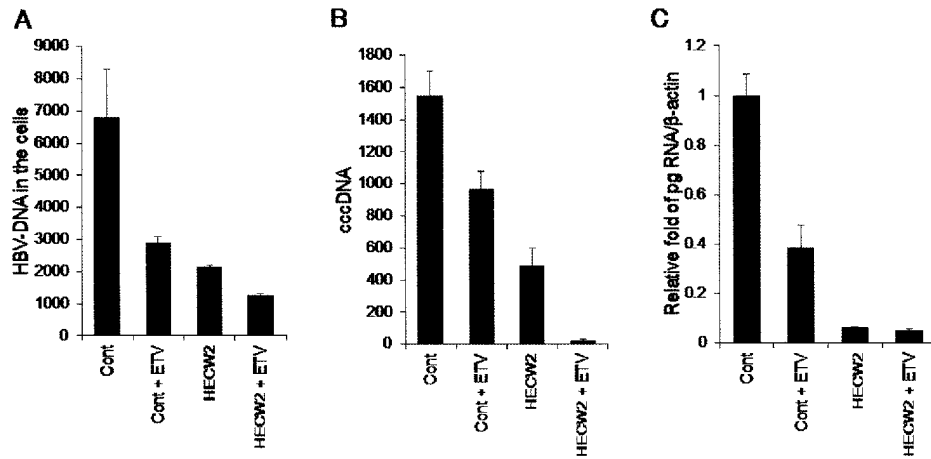 A
HBV-DNA in the cells
9000
8000
7000
6000
5000
4000
3000
2000
1000
0
Cont
Cont + ETV
HECW2
HECW2 + ETV
B
cccDNA
1800
1600
1400
1200
1000
800
600
400
200
0
Cont
Cont + ETV
HECW2
HECW2 + ETV
C
Relative fold of pg RNA/β-actin
1.2
1
0.8
0.6
0.4
0.2
0
Cont
Cont + ETV
HECW2
HECW2 + ETV